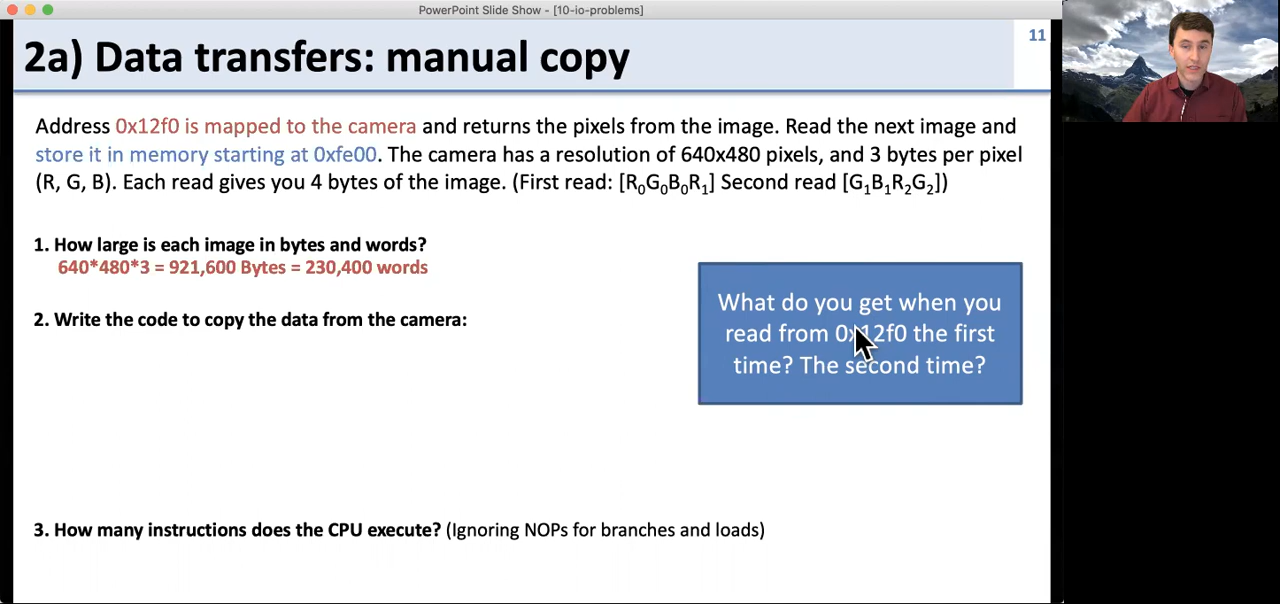 PowerPoint Slide Show - [10-io-problems]
11
2a) Data transfers: manual copy
Address 0x12f0 is mapped to the camera and returns the pixels from the image. Read the next image and
store it in memory starting at 0xfe00. The camera has a resolution of 640x480 pixels, and 3 bytes per pixel
(R, G, B). Each read gives you 4 bytes of the image. (First read: [R₀G₀B₀R₁] Second read [G₁B₁R₂G₂])
1. How large is each image in bytes and words?
640*480*3 = 921,600 Bytes = 230,400 words
2. Write the code to copy the data from the camera:
What do you get when you
read from 0x12f0 the first
time? The second time?
3. How many instructions does the CPU execute? (Ignoring NOPs for branches and loads)